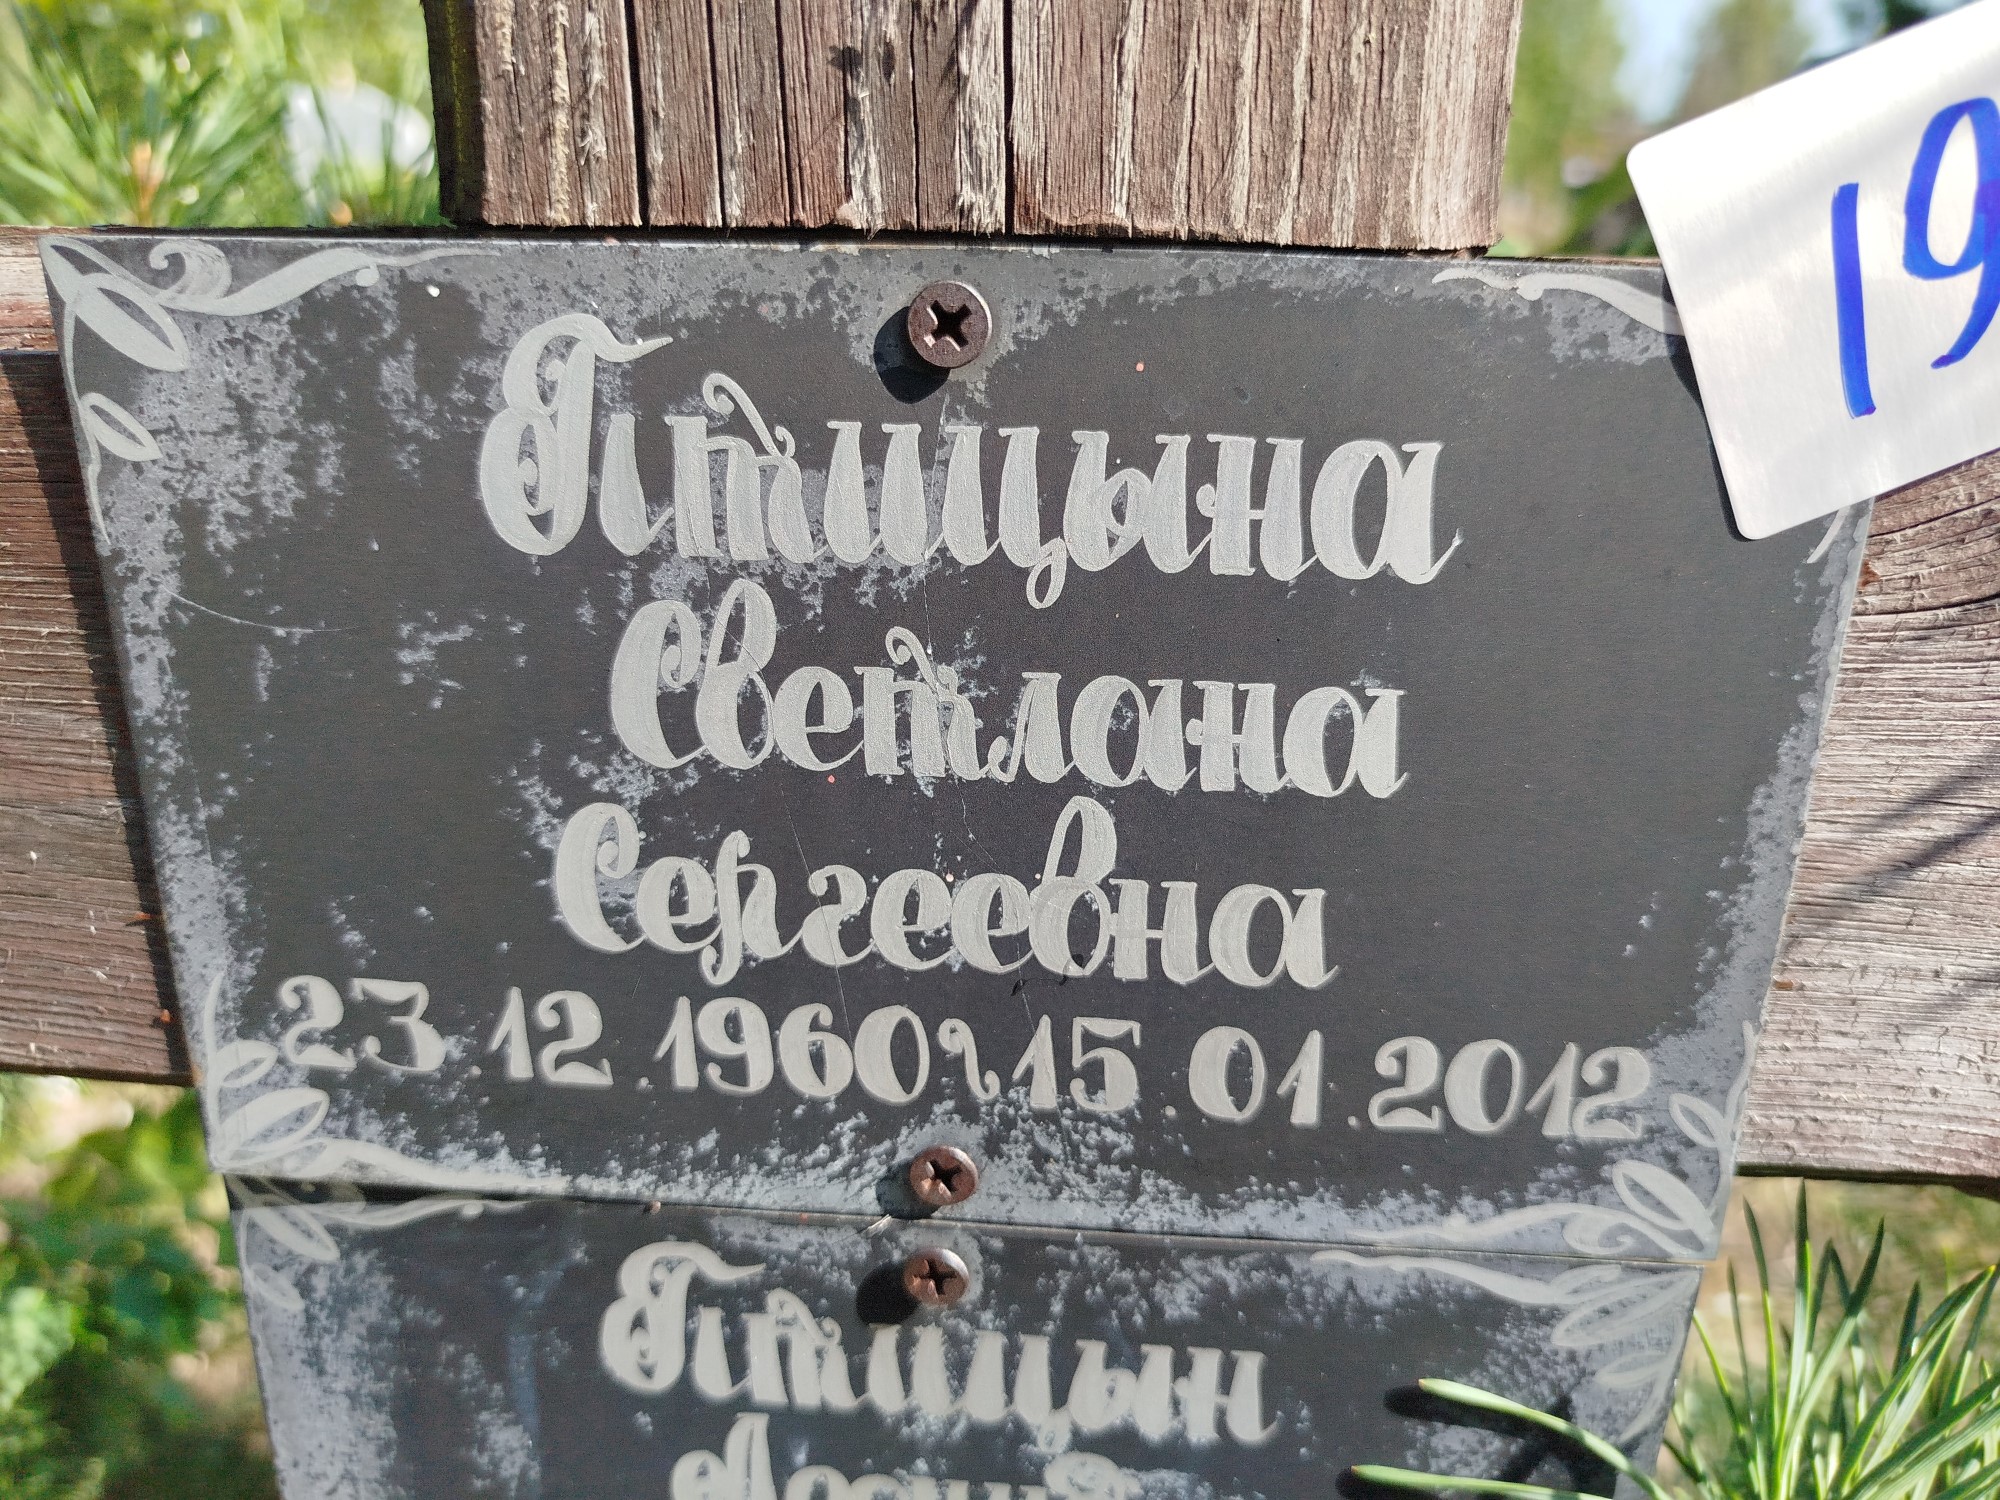 19
Птицына
Светлана
Сергеевна
23.12.1960~15.01.2012
Птицын